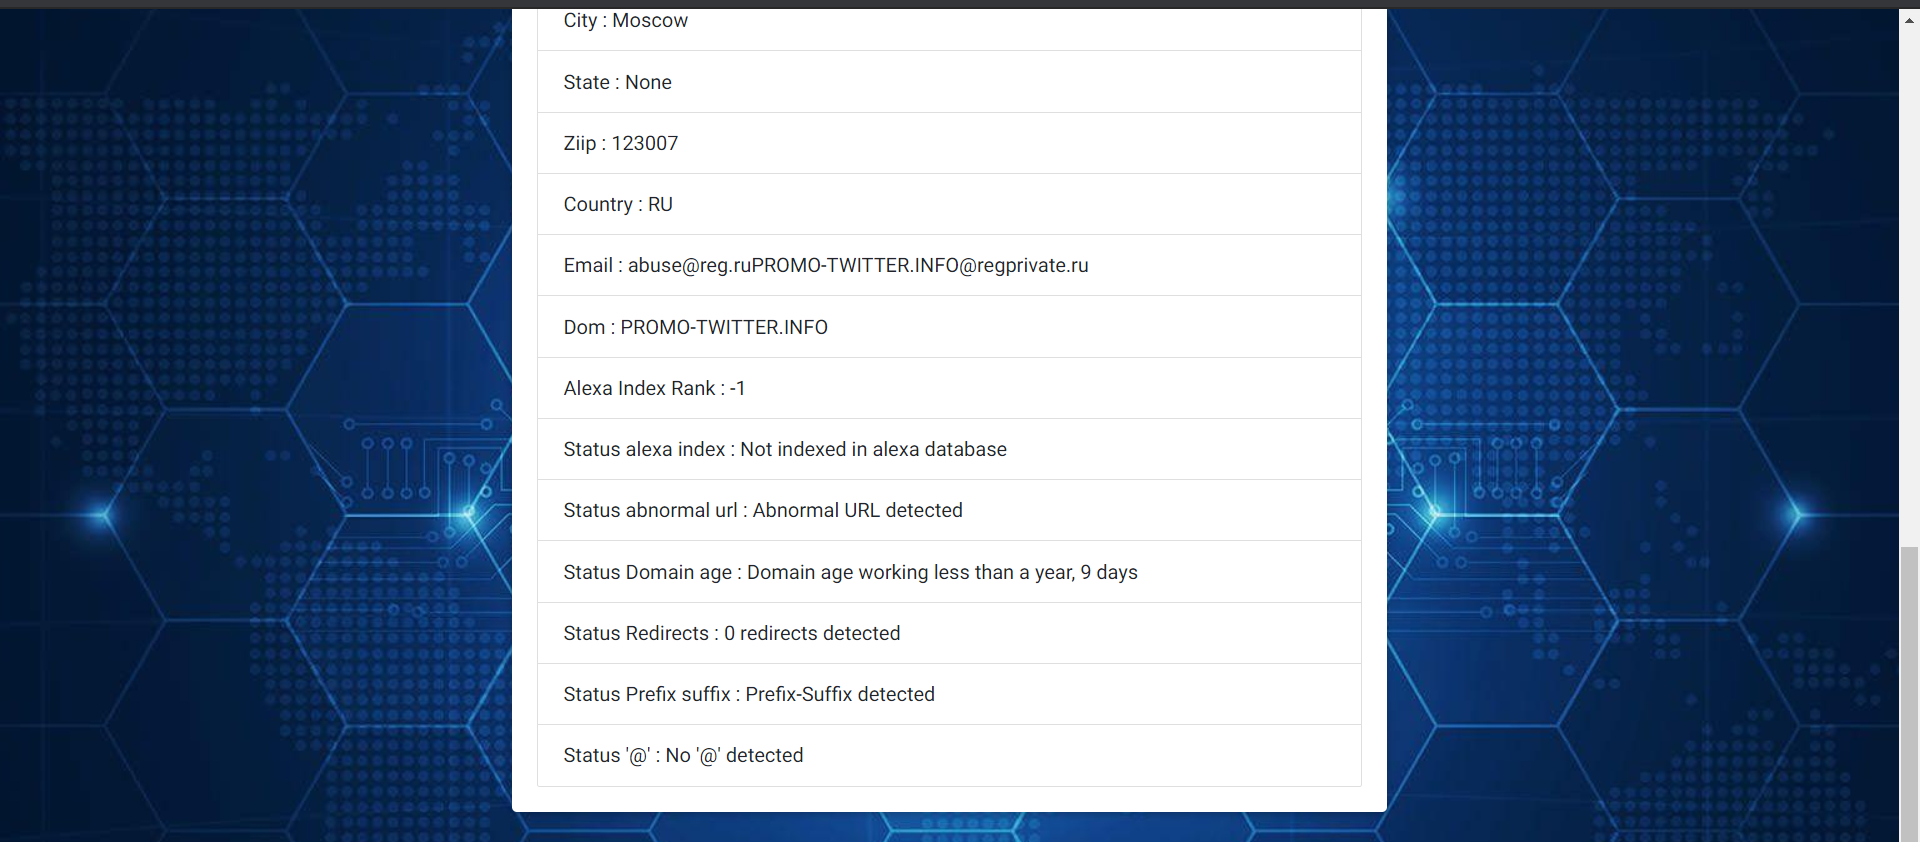 City : Moscow
State : None
Ziip : 123007
Country : RU
Email : abuse@reg.ruPROMO-TWITTER.INFO@regprivate.ru
Dom : PROMO-TWITTER.INFO
Alexa Index Rank : -1
Status alexa index : Not indexed in alexa database
Status abnormal url : Abnormal URL detected
Status Domain age : Domain age working less than a year, 9 days
Status Redirects : 0 redirects detected
Status Prefix suffix : Prefix-Suffix detected
Status '@' : No '@' detected